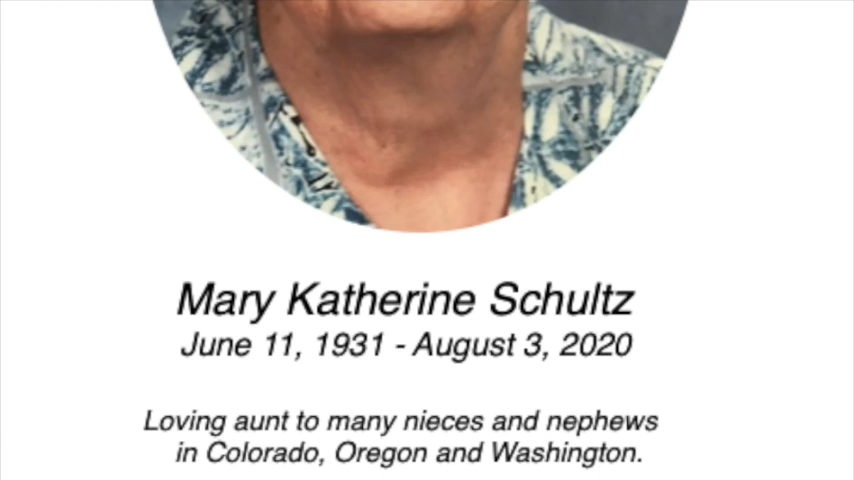 Mary Katherine Schultz
June 11, 1931 - August 3, 2020
Loving aunt to many nieces and nephews
in Colorado, Oregon and Washington.